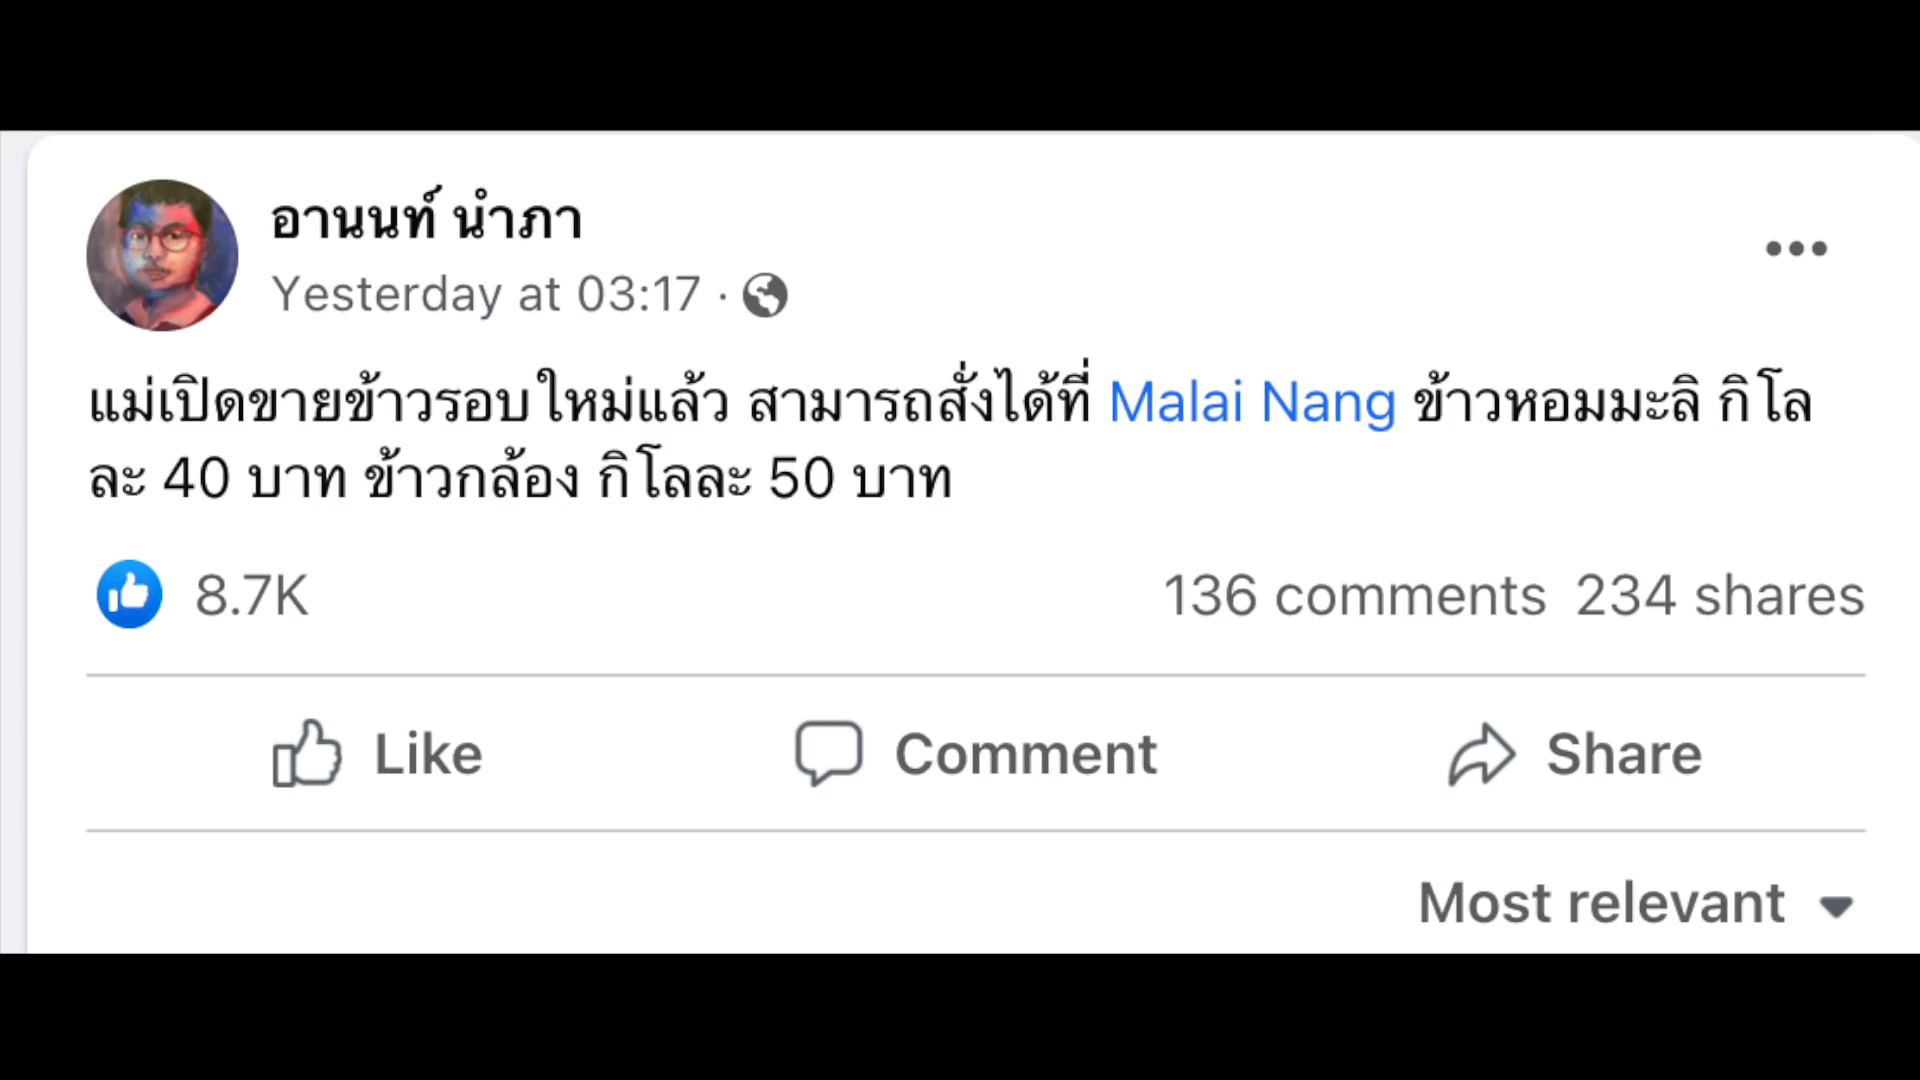 อานนท์ นำภา
Yesterday at 03:17 ·
แม่เปิดขายข้าวรอบใหม่แล้ว สามารถสั่งได้ที่ Malai Nang ข้าวหอมมะลิ กิโล
ละ 40 บาท ข้าวกล้อง กิโลละ 50 บาท
8.7K 136 comments 234 shares
Like Comment Share
Most relevant